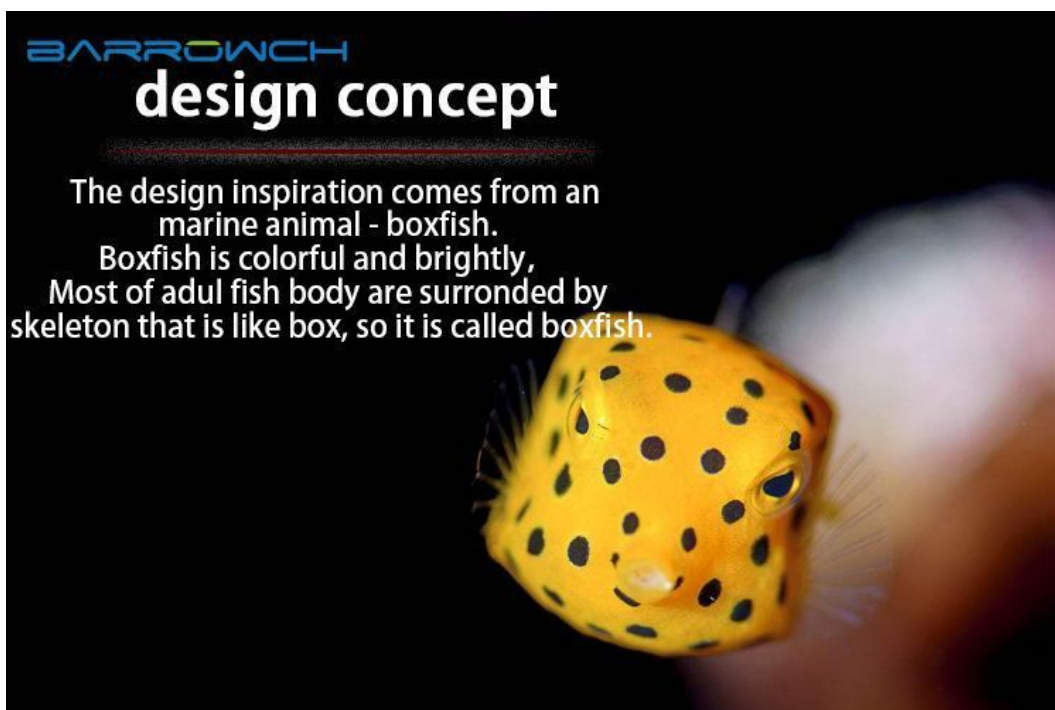 BARROWCH
design concept
The design inspiration comes from an
marine animal - boxfish.
Boxfish is colorful and brightly,
Most of adul fish body are surronded by
skeleton that is like box, so it is called boxfish.